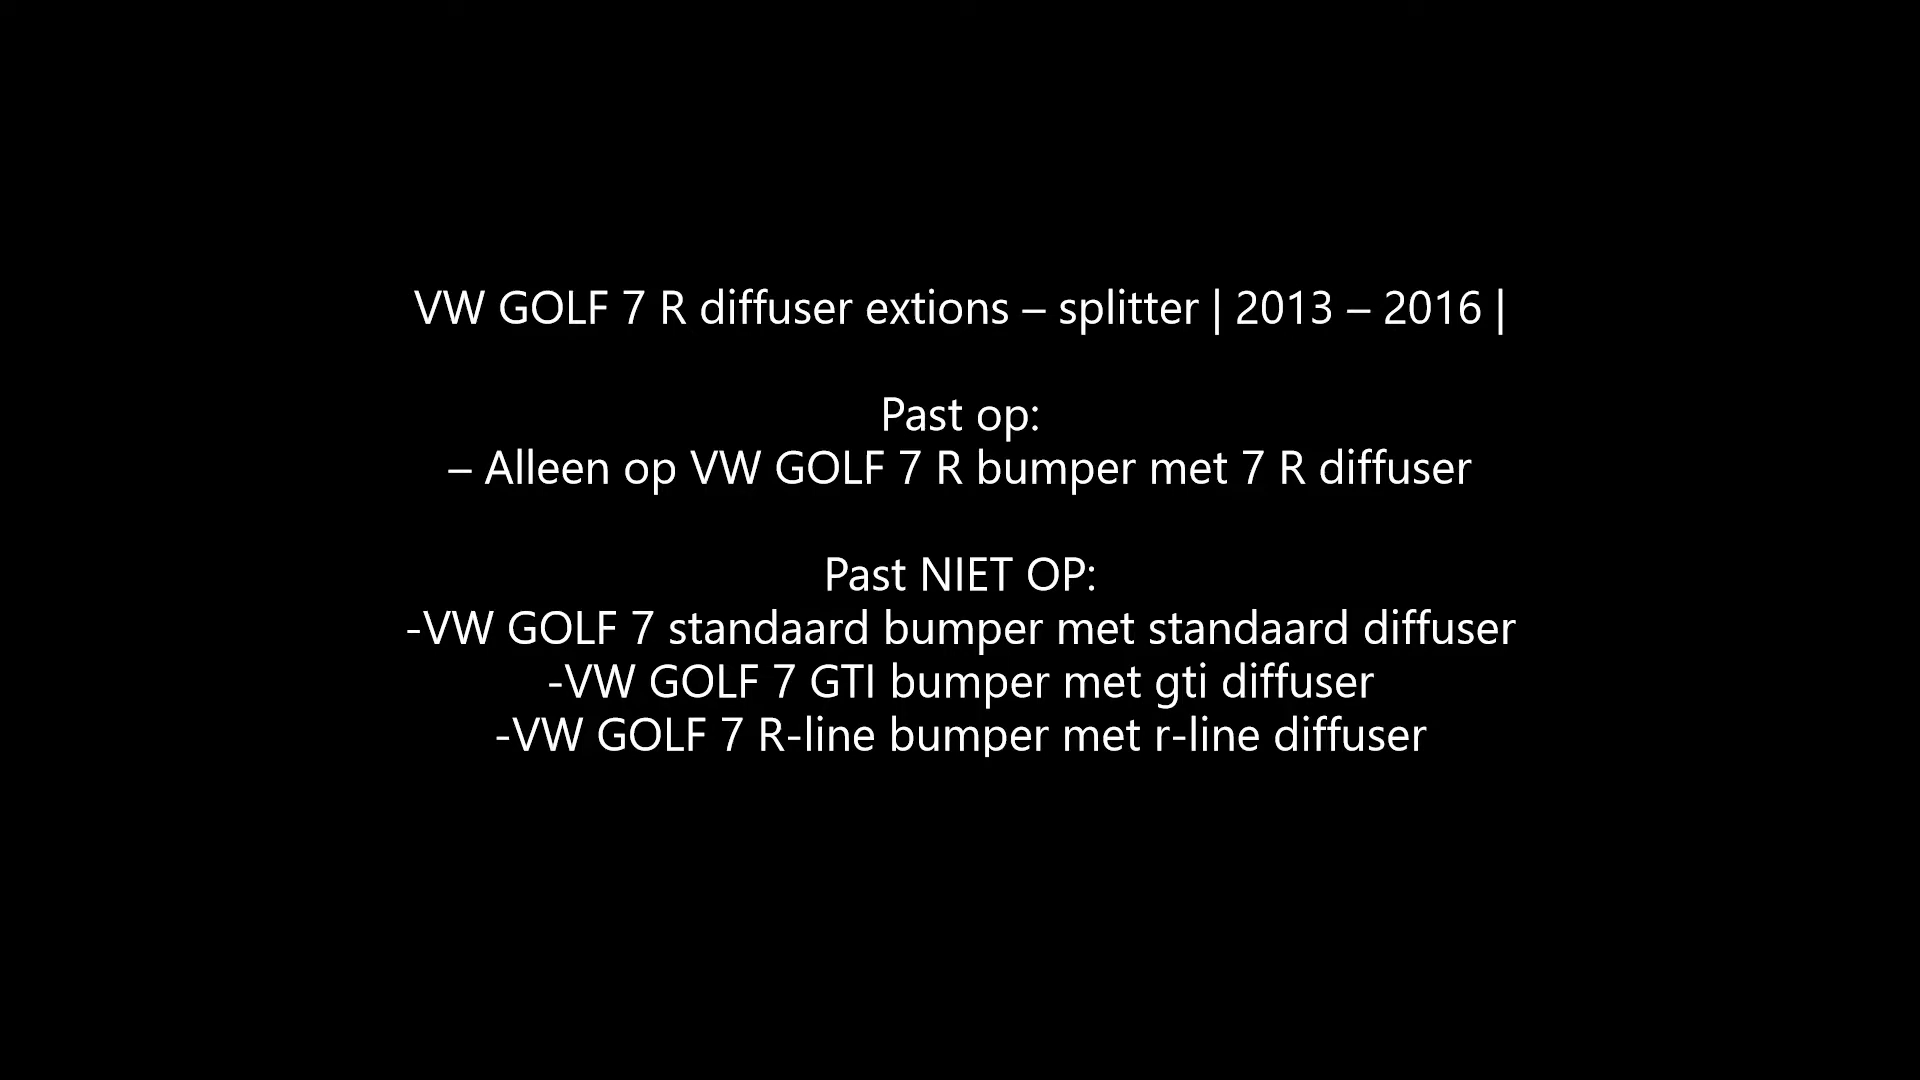 VW GOLF 7 R diffuser extions – splitter | 2013 – 2016 |
Past op:
– Alleen op VW GOLF 7 R bumper met 7 R diffuser
Past NIET OP:
-VW GOLF 7 standaard bumper met standaard diffuser
-VW GOLF 7 GTI bumper met gti diffuser
-VW GOLF 7 R-line bumper met r-line diffuser